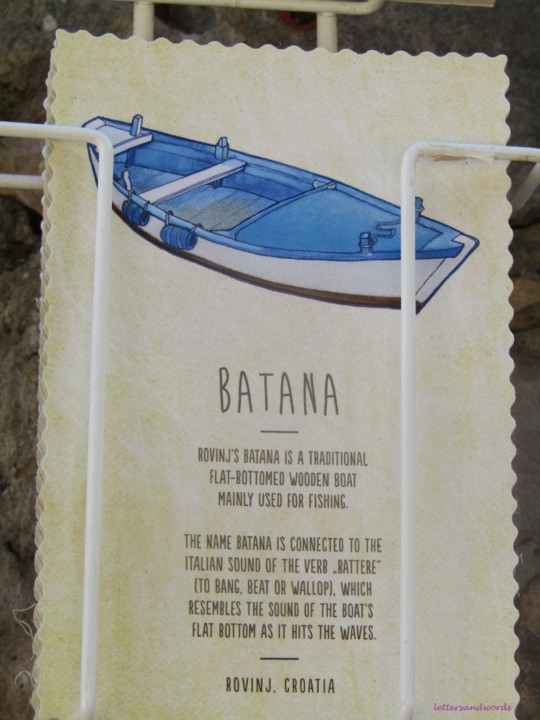 BATANA
ROVINJ'S BATANA IS A TRADITIONAL
FLAT-BOTTOMED WOODEN BOAT
MAINLY USED FOR FISHING.
THE NAME BATANA IS CONNECTED TO THE
ITALIAN SOUND OF THE VERB „BATTERE"
(TO BANG, BEAT OR WALLOP), WHICH
RESEMBLES THE SOUND OF THE BOAT'S
FLAT BOTTOM AS IT HITS THE WAVES.
ROVINJ, CROATIA
lettersandwords